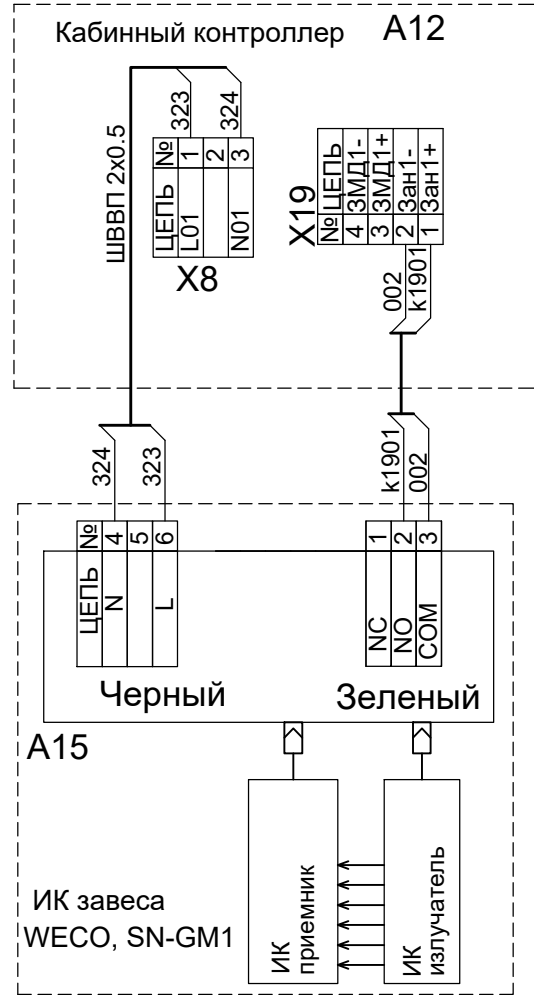 Кабинный контроллер
A12
ШВВП 2х0.5
323
324
ЦЕПЬ №
L01 1
2
N01 3
X8
X19
№ ЦЕПЬ
4 ЗМД1-
3 ЗМД1+
2 Зан1-
1 Зан1+
002
k1901
324
323
k1901
002
ЦЕПЬ №
N 4
5
L 6
NC 1
NO 2
COM 3
Черный
Зеленый
A15
ИК завеса
WECO, SN-GM1
ИК
приемник
ИК
излучатель